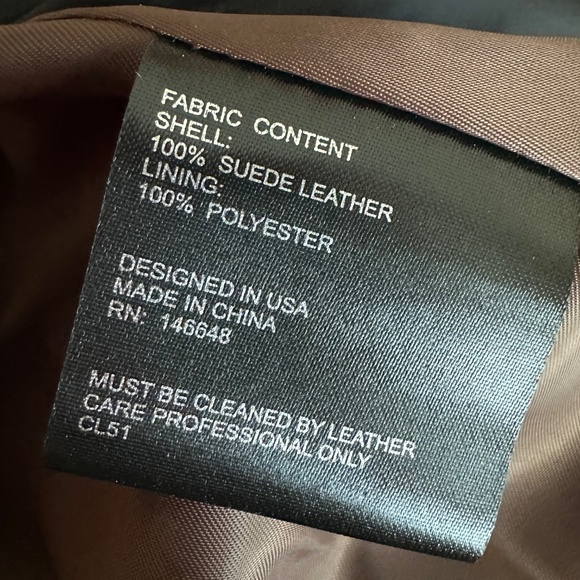 FABRIC CONTENT
SHELL:
100% SUEDE LEATHER
LINING:
100% POLYESTER
DESIGNED IN USA
MADE IN CHINA
RN: 146648
MUST BE CLEANED BY LEATHER
CARE PROFESSIONAL ONLY
CL51